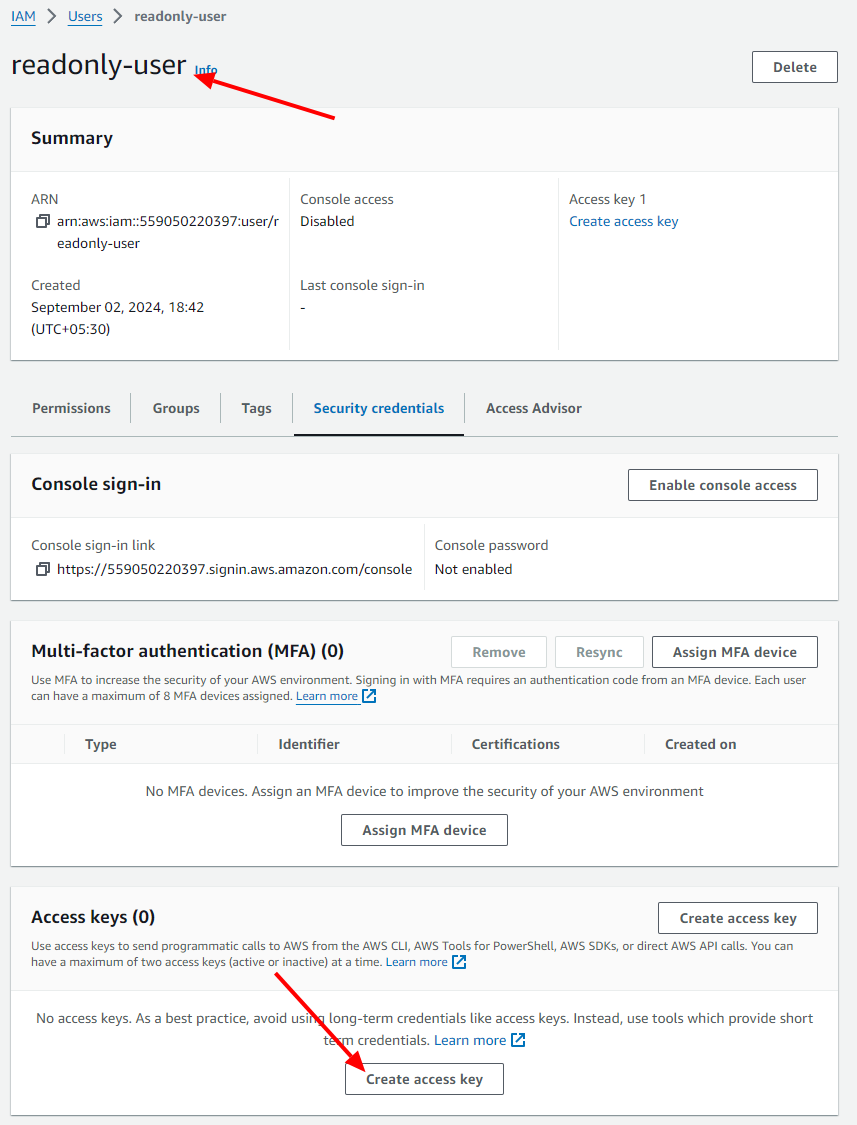 IAM > Users > readonly-user
readonly-user Info
Delete
Summary
ARN
arn:aws:iam::559050220397:user/r
eadonly-user
Console access
Disabled
Access key 1
Create access key
Created
September 02, 2024, 18:42
(UTC+05:30)
Last console sign-in
-
Permissions Groups Tags Security credentials Access Advisor
Console sign-in
Enable console access
Console sign-in link
https://559050220397.signin.aws.amazon.com/console
Console password
Not enabled
Multi-factor authentication (MFA) (0)
Remove Resync Assign MFA device
Use MFA to increase the security of your AWS environment. Signing in with MFA requires an authentication code from an MFA device. Each user
can have a maximum of 8 MFA devices assigned. Learn more
Type Identifier Certifications Created on
No MFA devices. Assign an MFA device to improve the security of your AWS environment
Assign MFA device
Access keys (0)
Create access key
Use access keys to send programmatic calls to AWS from the AWS CLI, AWS Tools for PowerShell, AWS SDKs, or direct AWS API calls. You can
have a maximum of two access keys (active or inactive) at a time. Learn more
No access keys. As a best practice, avoid using long-term credentials like access keys. Instead, use tools which provide short
term credentials. Learn more
Create access key